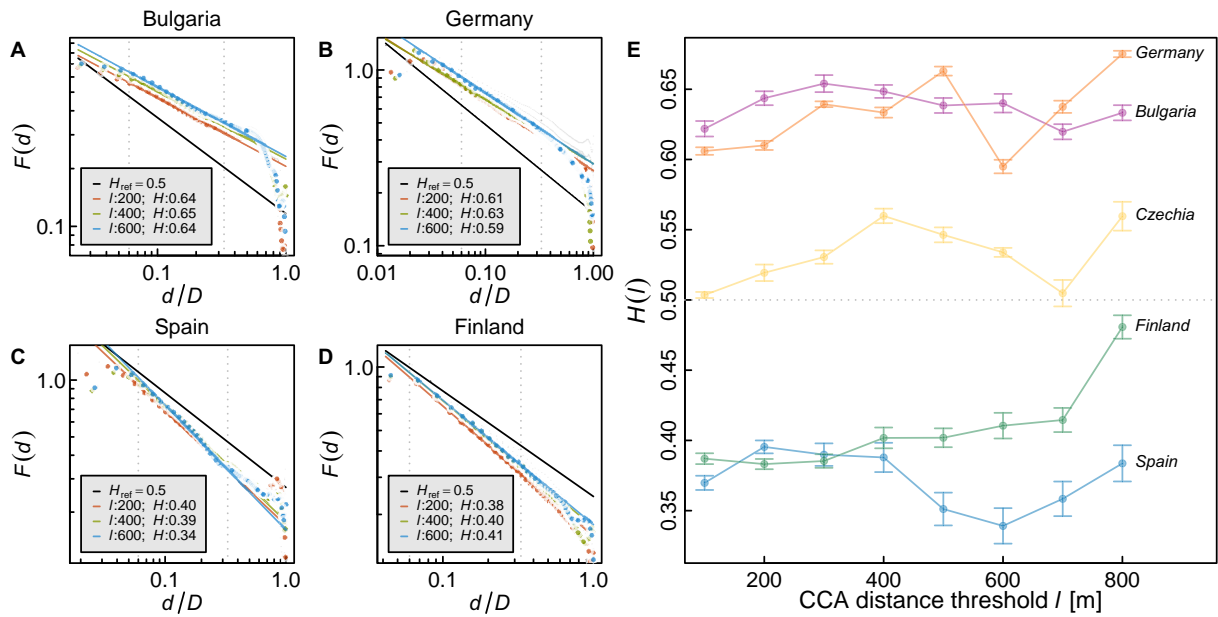 Bulgaria
A
F(d)
0.1
H_ref = 0.5
l:200; H:0.64
l:400; H:0.65
l:600; H:0.64
0.1
1.0
d/D
Germany
B
F(d)
1.0
0.1
H_ref = 0.5
l:200; H:0.61
l:400; H:0.63
l:600; H:0.59
0.01
0.10
1.00
d/D
Spain
C
F(d)
1.0
H_ref = 0.5
l:200; H:0.40
l:400; H:0.39
l:600; H:0.34
0.1
1.0
d/D
Finland
D
F(d)
1.0
H_ref = 0.5
l:200; H:0.38
l:400; H:0.40
l:600; H:0.41
0.1
1.0
d/D
E
H(l)
0.65
0.60
0.55
0.50
0.45
0.40
0.35
Germany
Bulgaria
Czechia
Finland
Spain
200
400
600
800
CCA distance threshold l [m]